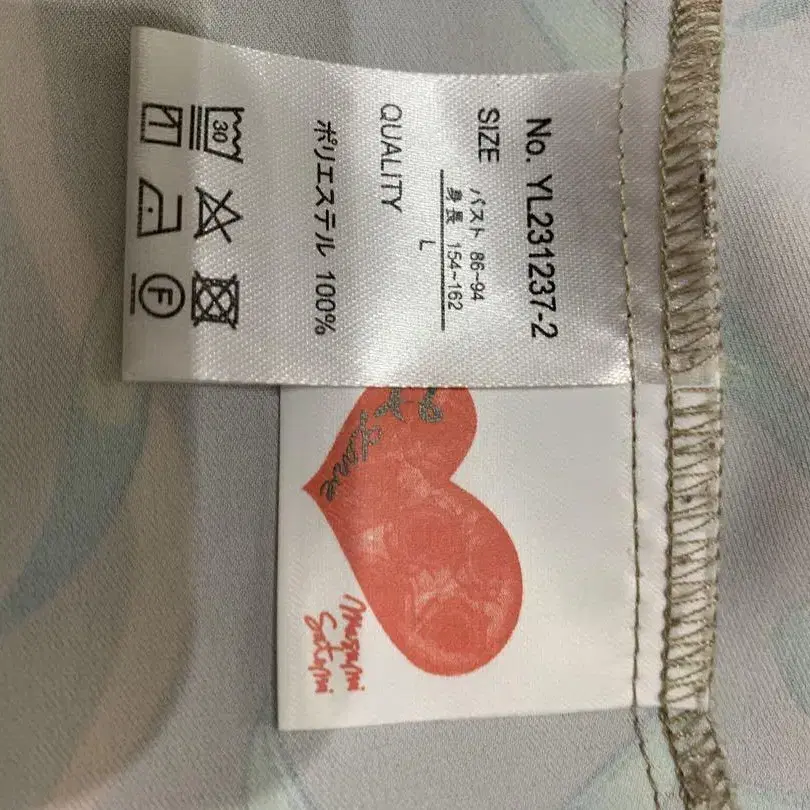 No. YL231237-2
SIZE
バスト 86~94
身長 154~162
L
QUALITY
ポリエステル 100%
30
F